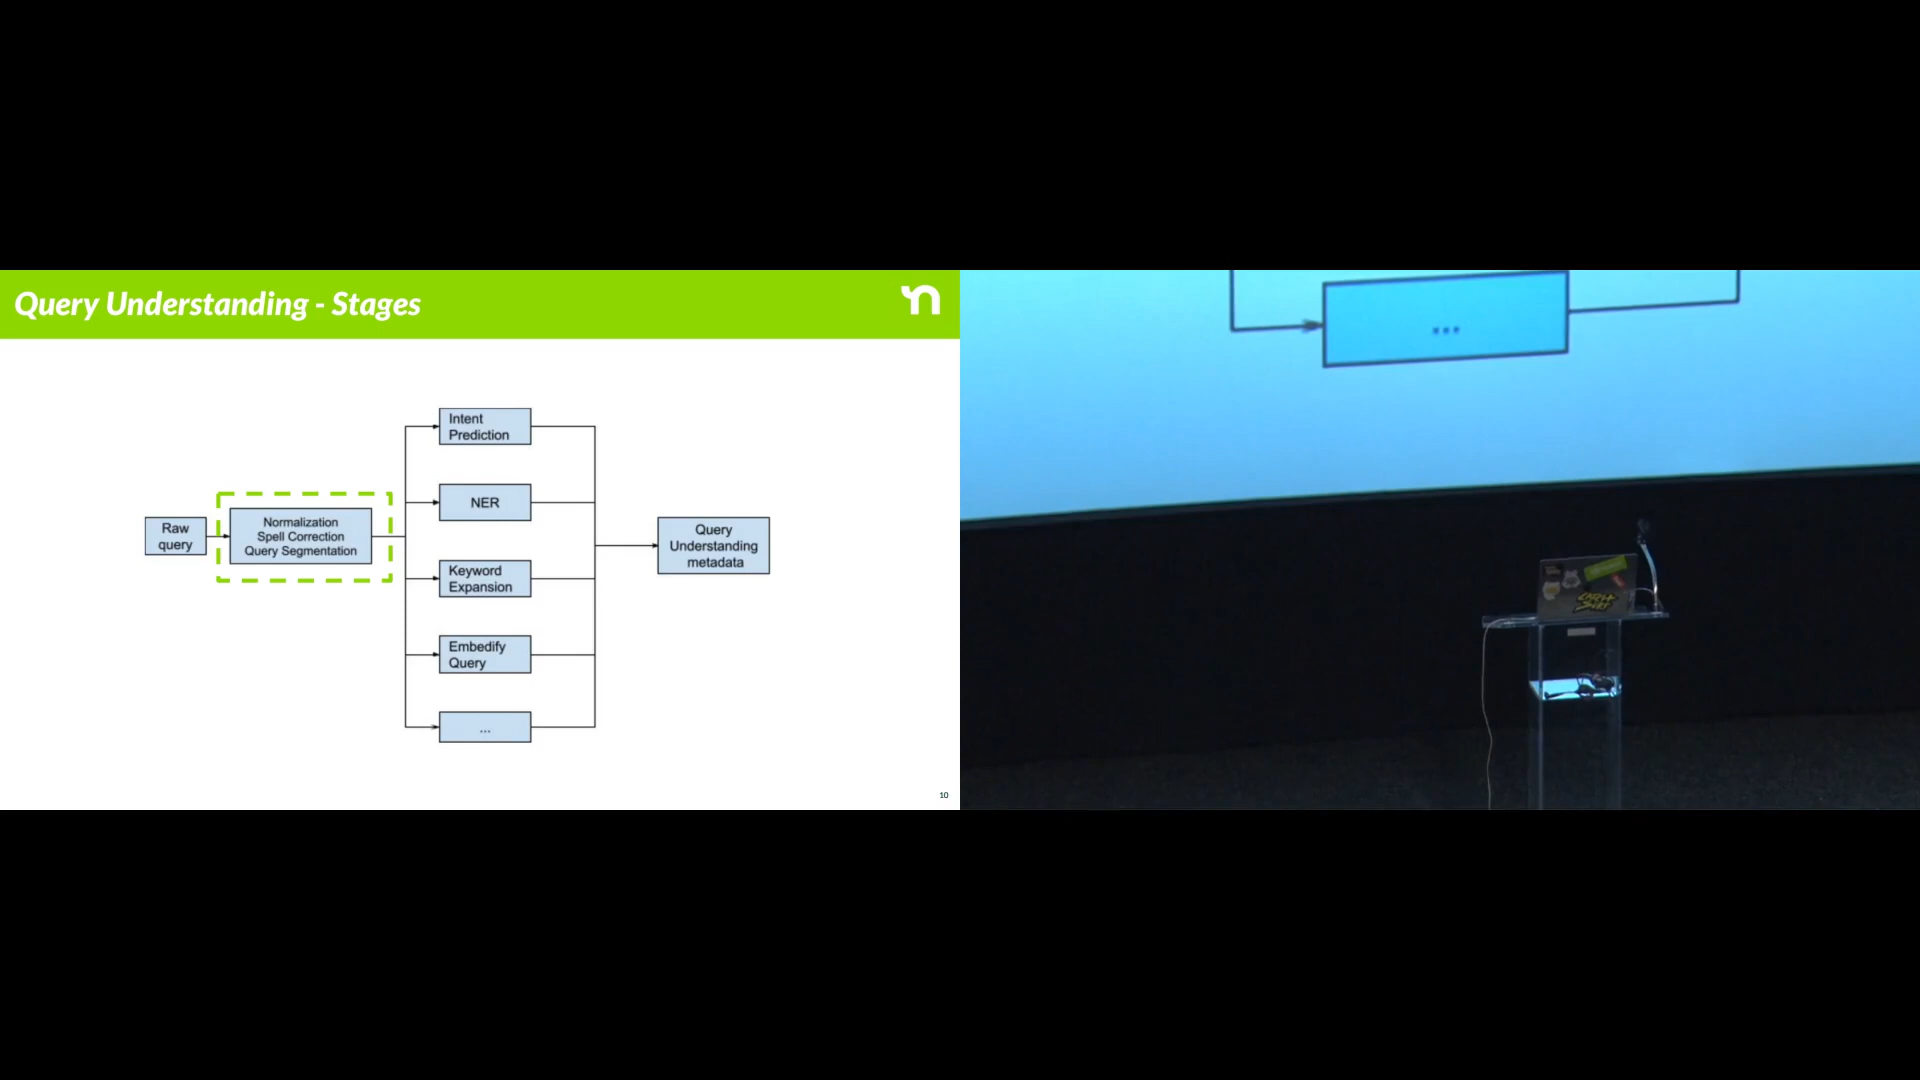 Query Understanding - Stages
Intent
Prediction
NER
Raw
query
Normalization
Spell Correction
Query Segmentation
Keyword
Expansion
Embedify
Query
...
Query
Understanding
metadata
10
...